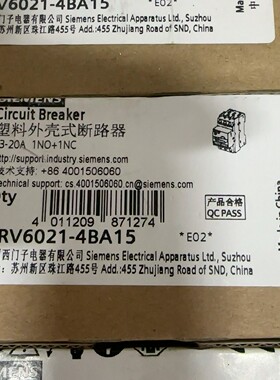 门子电器有限公司 Siemens Electrical Apparatus Ltd., Suzhou
苏州新区珠江路455号 Add.:455 Zhujiang Road of SND, China
RV6021-4BA15
*E02*
SIEMENS
Circuit Breaker
塑料外壳式断路器
3-20A 1NO+1NC
http://support.industry.siemens.com
技术支持: +86 4001506060
technical support: cs.4001506060.cn@siemens.com
Qty
产品合格
QC PASS
4 011209 871274
RV6021-4BA15
*E02*
西门子电器有限公司 Siemens Electrical Apparatus Ltd., Suzhou
苏州新区珠江路455号 Add.:455 Zhujiang Road of SND, China